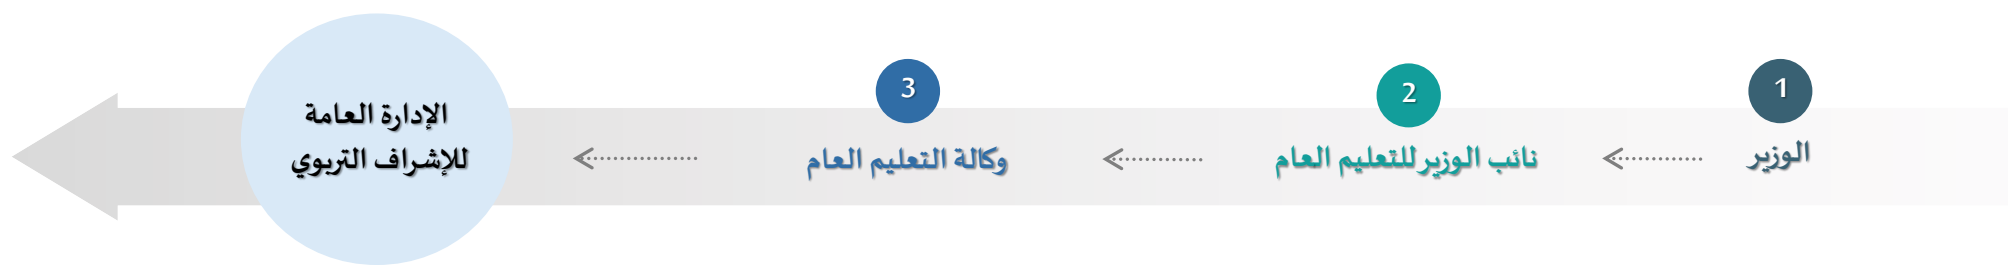 1
الوزير
2
نائب الوزير للتعليم العام
3
وكالة التعليم العام
الإدارة العامة
للإشراف التربوي